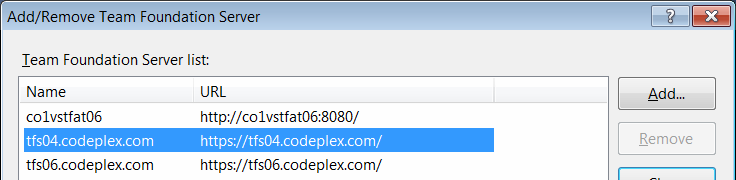 Add/Remove Team Foundation Server
Team Foundation Server list:
Name URL
co1vstfat06 http://co1vstfat06:8080/
Add...
tfs04.codeplex.com https://tfs04.codeplex.com/
Remove
tfs06.codeplex.com https://tfs06.codeplex.com/